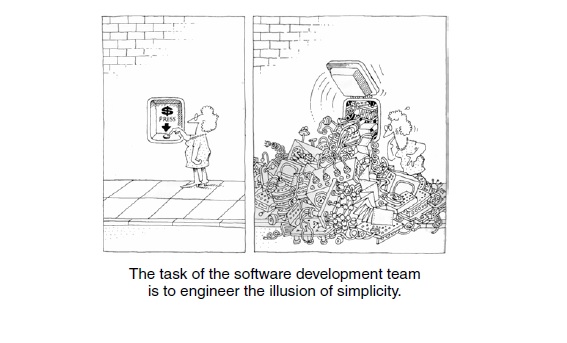 $
PRESS
The task of the software development team
is to engineer the illusion of simplicity.